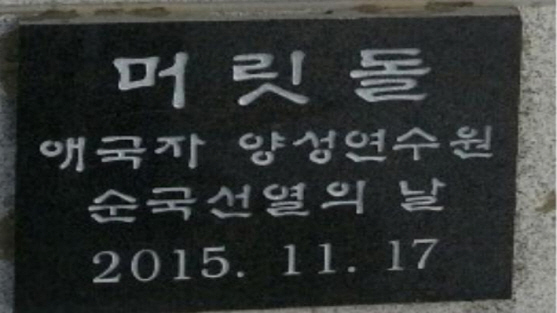 머릿돌
애국자 양성연수원
순국선열의 날
2015. 11. 17